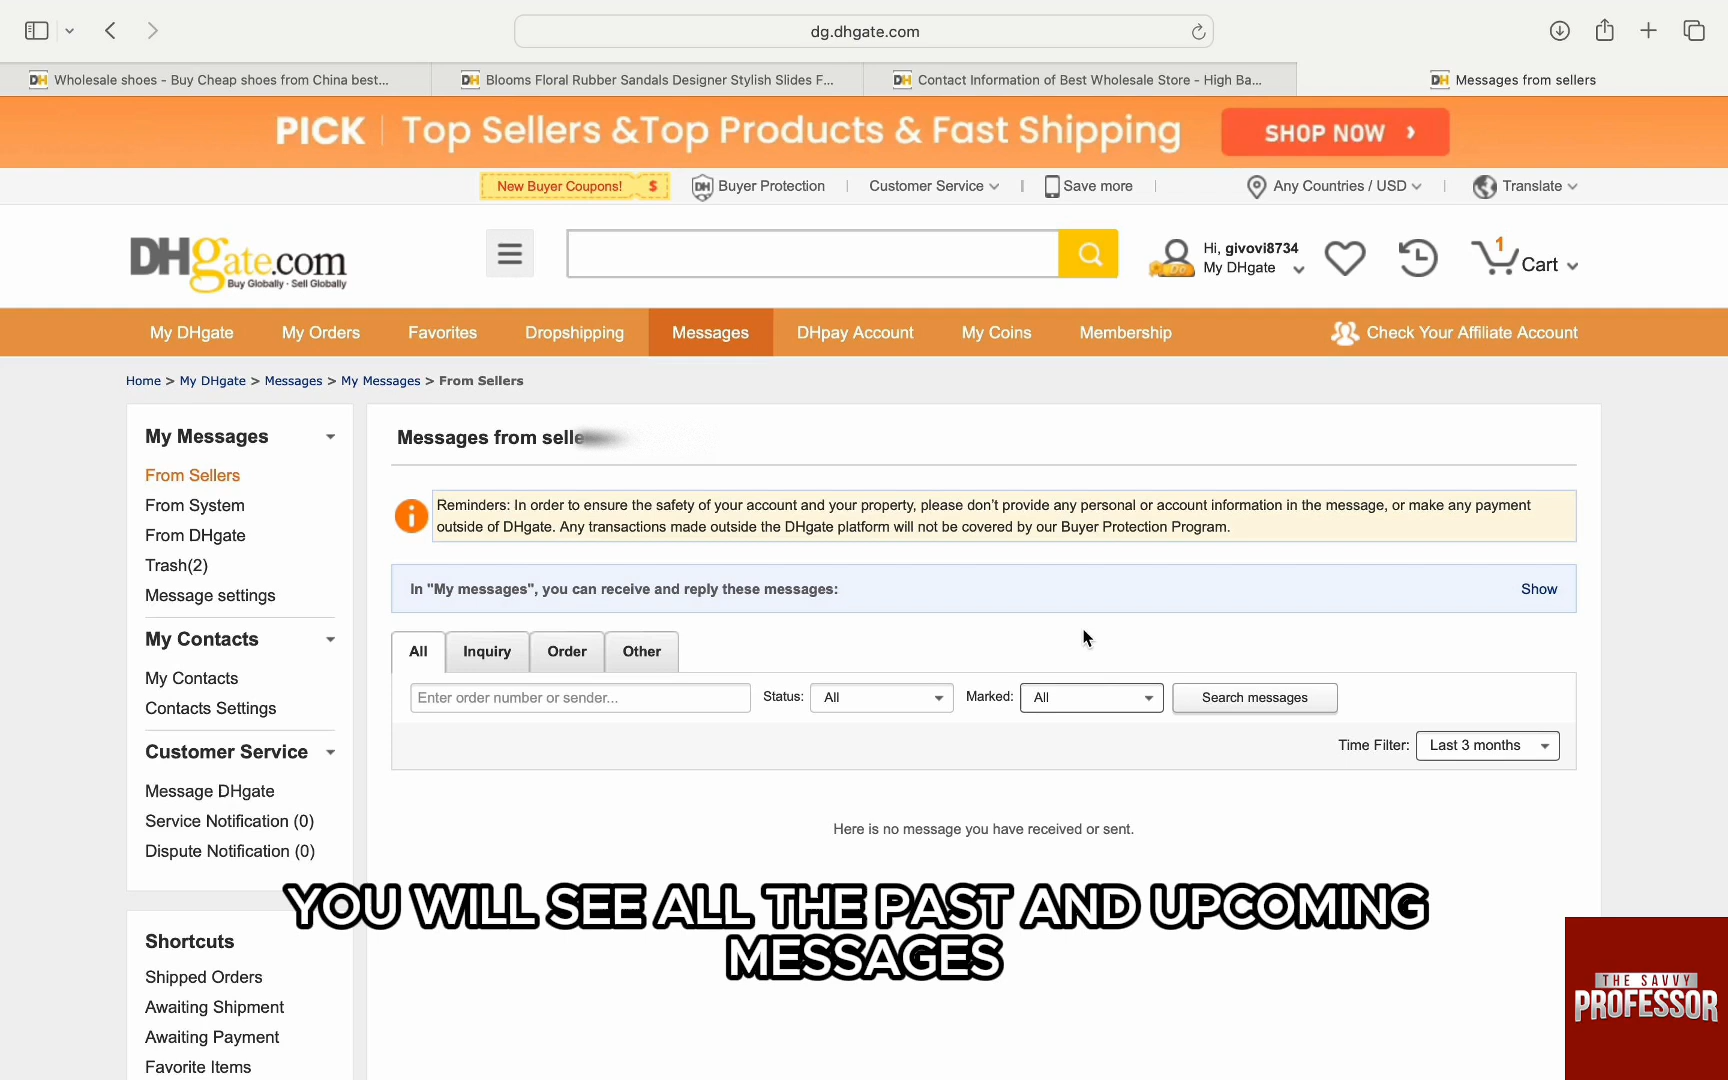 dg.dhgate.com
DH Wholesale shoes - Buy Cheap shoes from China best...
DH Blooms Floral Rubber Sandals Designer Stylish Slides F...
DH Contact Information of Best Wholesale Store - High Ba...
DH Messages from sellers
PICK | Top Sellers &Top Products & Fast Shipping
SHOP NOW
New Buyer Coupons! $
DH Buyer Protection
Customer Service
Save more
Any Countries / USD
Translate
DHgate.com
Buy Globally · Sell Globally
Hi, givovi8734
My DHgate
1
Cart
My DHgate
My Orders
Favorites
Dropshipping
Messages
DHpay Account
My Coins
Membership
Check Your Affiliate Account
Home > My DHgate > Messages > My Messages > From Sellers
My Messages
From Sellers
From System
From DHgate
Trash(2)
Message settings
My Contacts
My Contacts
Contacts Settings
Customer Service
Message DHgate
Service Notification (0)
Dispute Notification (0)
Shortcuts
Shipped Orders
Awaiting Shipment
Awaiting Payment
Favorite Items
Messages from selle
Reminders: In order to ensure the safety of your account and your property, please don't provide any personal or account information in the message, or make any payment
outside of DHgate. Any transactions made outside the DHgate platform will not be covered by our Buyer Protection Program.
In "My messages", you can receive and reply these messages:
Show
All
Inquiry
Order
Other
Enter order number or sender...
Status: All
Marked: All
Search messages
Time Filter: Last 3 months
Here is no message you have received or sent.
YOU WILL SEE ALL THE PAST AND UPCOMING
MESSAGES
THE SAVVY
PROFESSOR